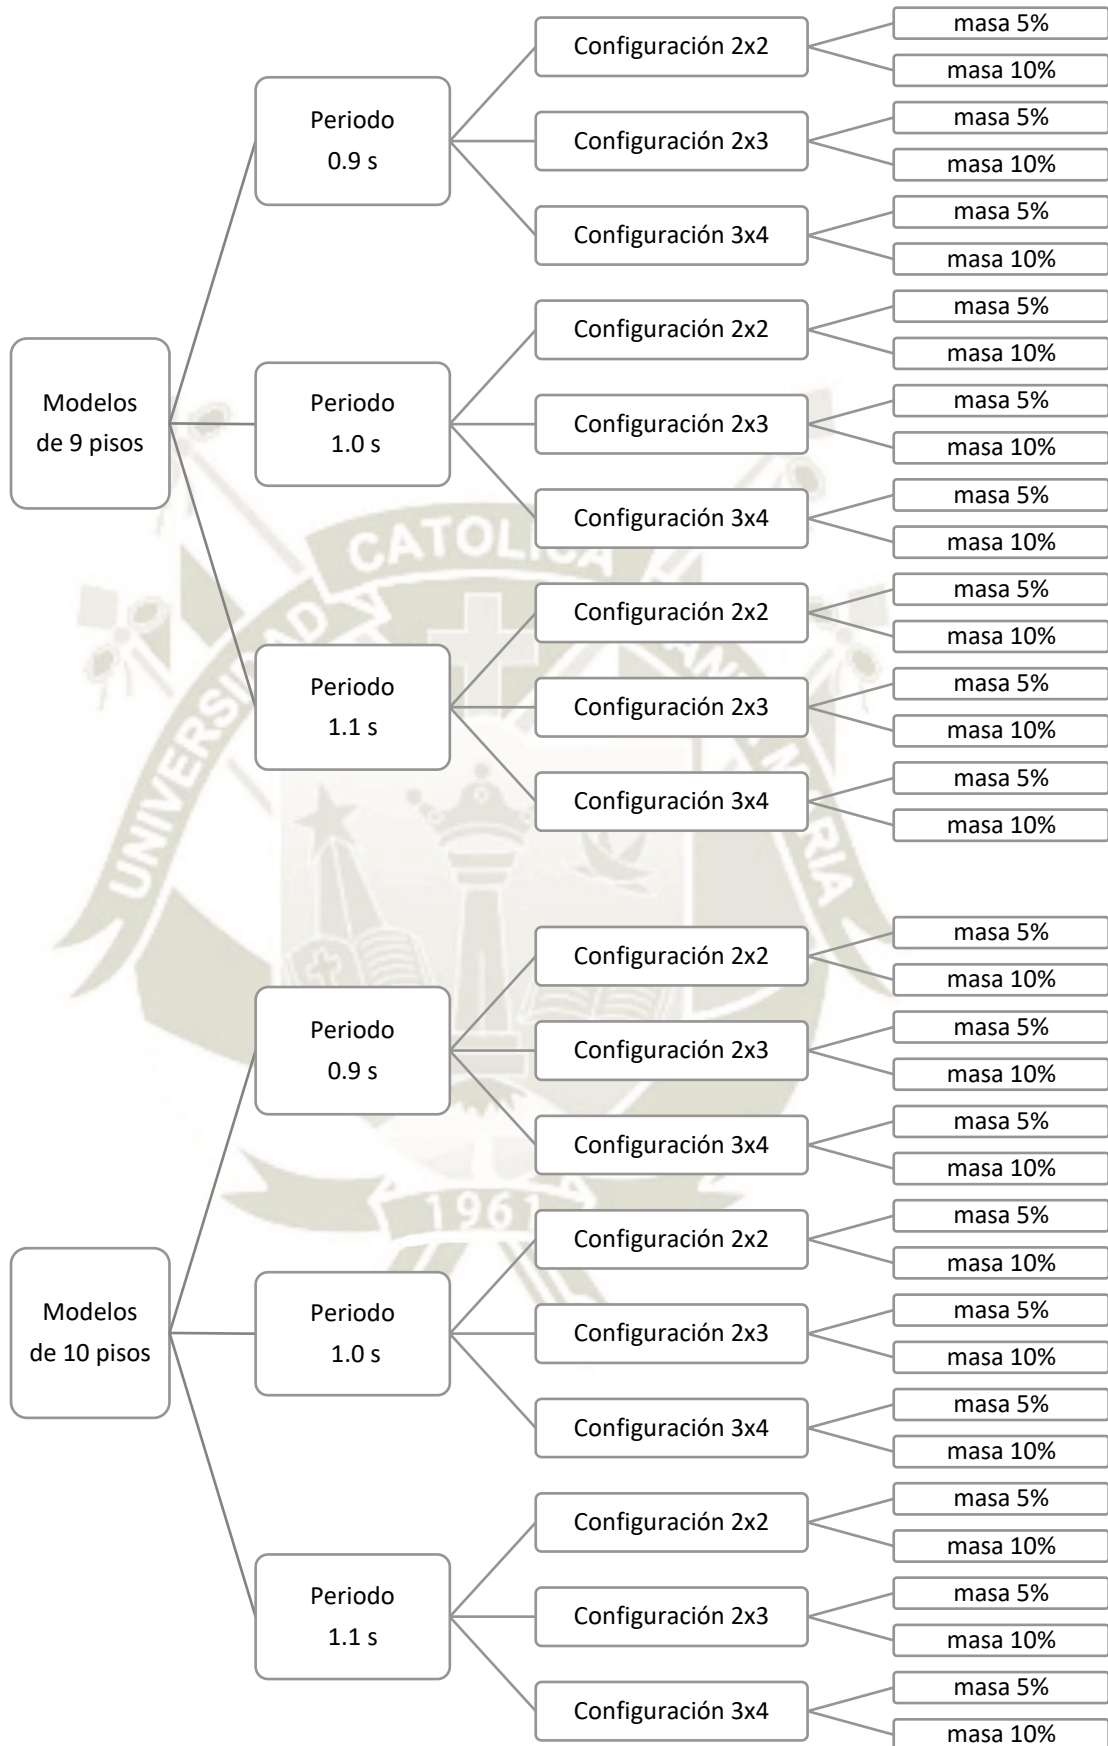 Modelos
de 9 pisos
Periodo
0.9 s
Configuración 2x2
masa 5%
masa 10%
Configuración 2x3
masa 5%
masa 10%
Configuración 3x4
masa 5%
masa 10%
Periodo
1.0 s
Configuración 2x2
masa 5%
masa 10%
Configuración 2x3
masa 5%
masa 10%
Configuración 3x4
masa 5%
masa 10%
Periodo
1.1 s
Configuración 2x2
masa 5%
masa 10%
Configuración 2x3
masa 5%
masa 10%
Configuración 3x4
masa 5%
masa 10%
Modelos
de 10 pisos
Periodo
0.9 s
Configuración 2x2
masa 5%
masa 10%
Configuración 2x3
masa 5%
masa 10%
Configuración 3x4
masa 5%
masa 10%
Periodo
1.0 s
Configuración 2x2
masa 5%
masa 10%
Configuración 2x3
masa 5%
masa 10%
Configuración 3x4
masa 5%
masa 10%
Periodo
1.1 s
Configuración 2x2
masa 5%
masa 10%
Configuración 2x3
masa 5%
masa 10%
Configuración 3x4
masa 5%
masa 10%
UNIVERSIDAD CATOLICA
MARIA
1961